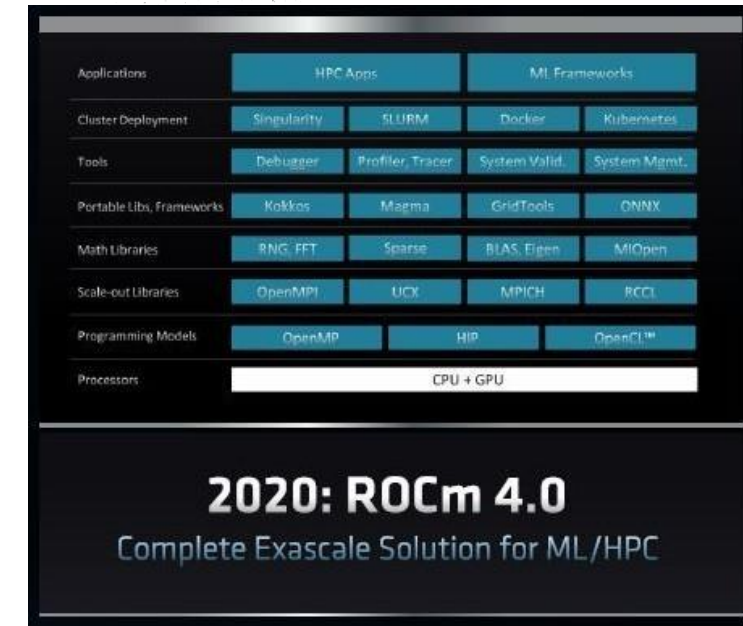 Applications HPC Apps ML Frameworks
Cluster Deployment Singularity SLURM Docker Kubernetes
Tools Debugger Profiler, Tracer System Valid. System Mgmt.
Portable Libs, Frameworks Kokkos Magma GridTools ONNX
Math Libraries RNG, FFT Sparse BLAS, Eigen MIOpen
Scale-out Libraries OpenMPI UCX MPICH RCCL
Programming Models OpenMP HIP OpenCL™
Processors CPU + GPU
2020: ROCm 4.0
Complete Exascale Solution for ML/HPC